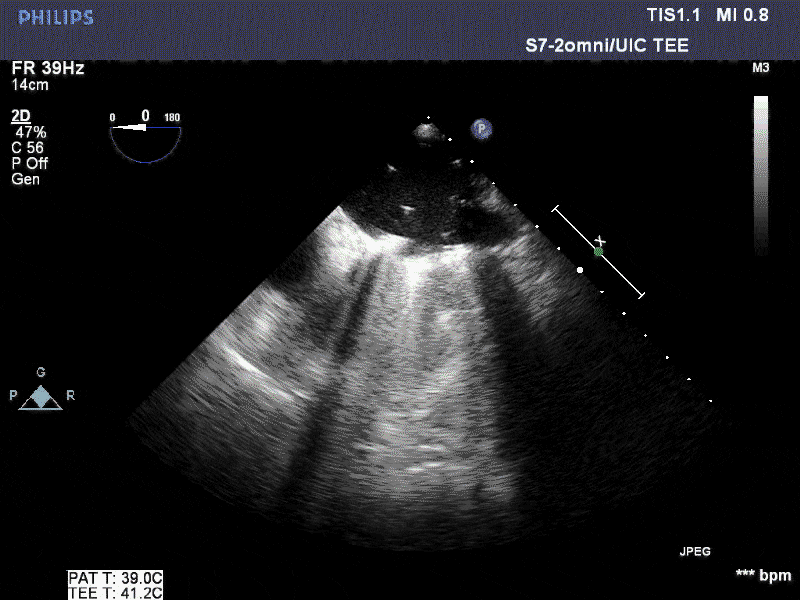 PHILIPS
TIS1.1 MI 0.8
S7-2omni/UIC TEE
FR 39Hz
14cm
M3
2D
47%
C 56
P Off
Gen
0 0 180
P
X
G
P R
JPEG
*** bpm
PAT T: 39.0C
TEE T: 41.2C